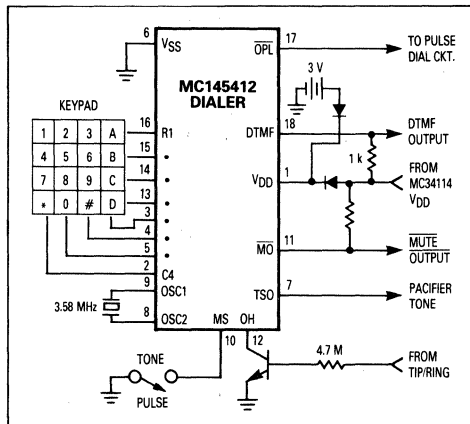 6
VSS
MC145412
DIALER
OPL
17
TO PULSE
DIAL CKT.
3 V
KEYPAD
1 2 3 A
4 5 6 B
7 8 9 C
* 0 # D
16
R1
15
14
13
3
4
5
2
C4
9
OSC1
3.58 MHz
8
OSC2
DTMF
18
DTMF
OUTPUT
1 k
VDD
1
FROM
MC34114
VDD
MO
11
MUTE
OUTPUT
TSO
7
PACIFIER
TONE
MS
10
OH
12
TONE
PULSE
4.7 M
FROM
TIP/RING